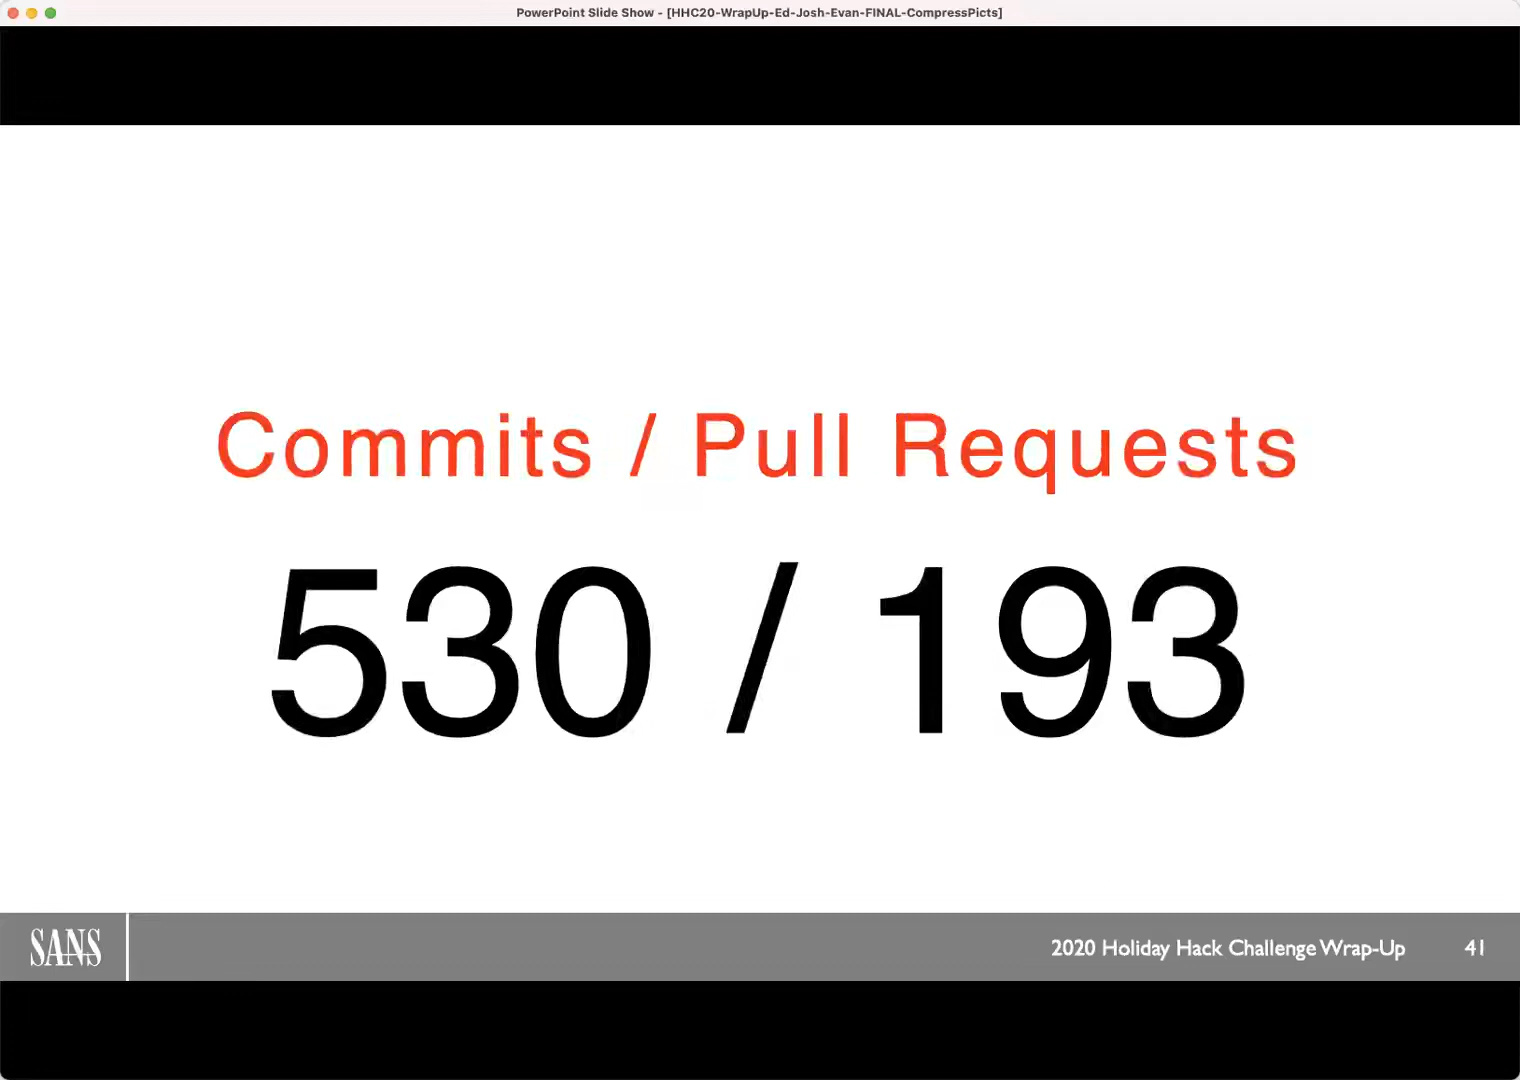 PowerPoint Slide Show - [HHC20-WrapUp-Ed-Josh-Evan-FINAL-CompressPicts]
Commits / Pull Requests
530 / 193
SANS
2020 Holiday Hack Challenge Wrap-Up
41